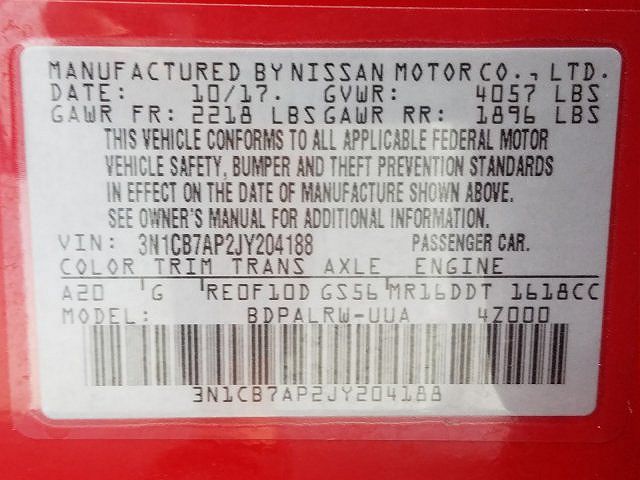 MANUFACTURED BY NISSAN MOTOR CO., LTD.
DATE: 10/17. GVWR: 4057 LBS
GAWR FR: 2218 LBS GAWR RR: 1896 LBS
THIS VEHICLE CONFORMS TO ALL APPLICABLE FEDERAL MOTOR
VEHICLE SAFETY, BUMPER AND THEFT PREVENTION STANDARDS
IN EFFECT ON THE DATE OF MANUFACTURE SHOWN ABOVE.
SEE OWNER'S MANUAL FOR ADDITIONAL INFORMATION.
VIN: 3N1CB7AP2JY204188 PASSENGER CAR.
COLOR TRIM TRANS AXLE ENGINE
A20 G RE0F10D GS56 MR16DDT 1618CC
MODEL: BDPALRW-UUA 4Z000
3N1CB7AP2JY204188